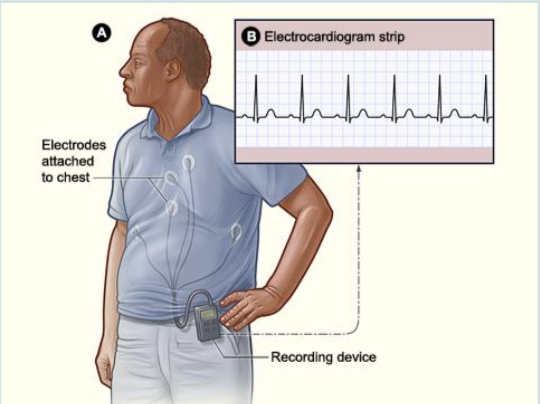 A
B Electrocardiogram strip
Electrodes
attached
to chest
Recording device